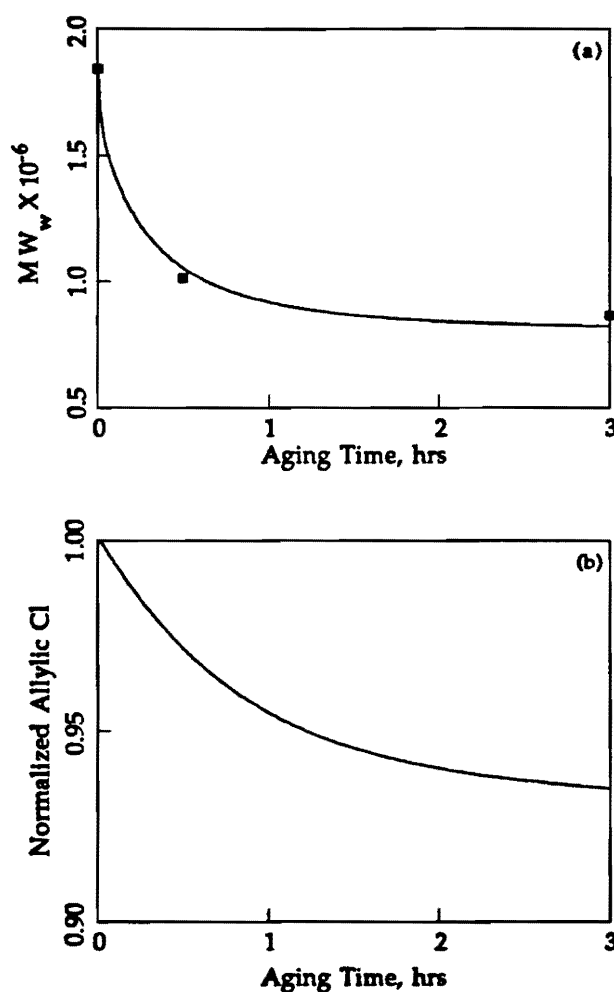 (a)
2.0
1.5
1.0
0.5
MWw X 10-6
0 1 2 3
Aging Time, hrs
(b)
1.00
0.95
0.90
Normalized Allylic Cl
0 1 2 3
Aging Time, hrs